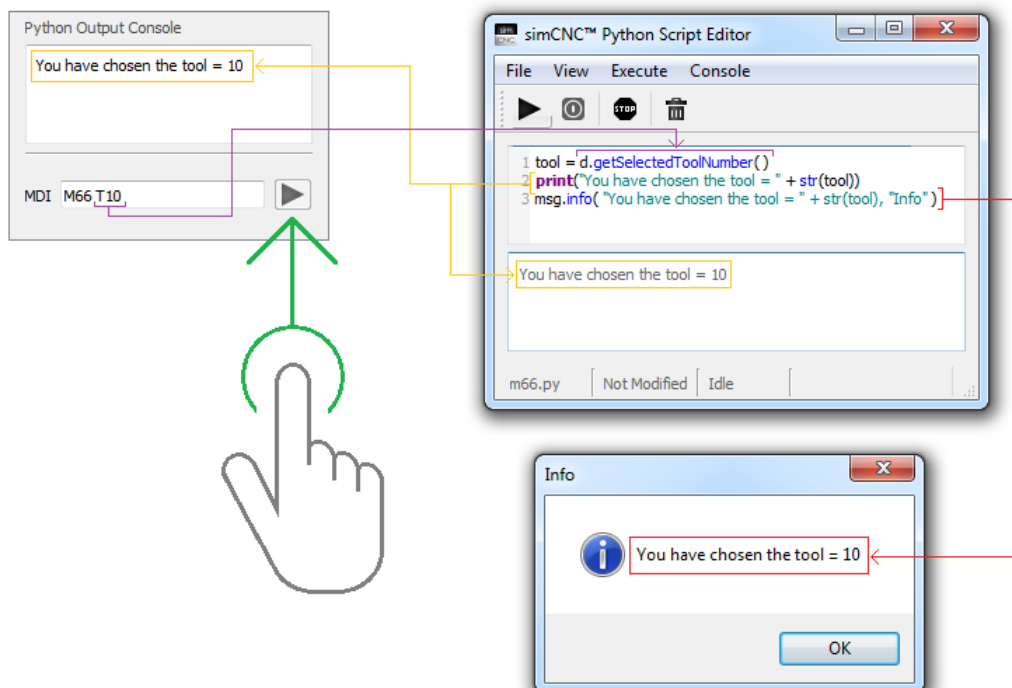 Python Output Console
You have chosen the tool = 10
MDI M66 T10
sim
CNC
simCNC™ Python Script Editor
File View Execute Console
STOP
1 tool = d.getSelectedToolNumber()
2 print("You have chosen the tool = " + str(tool))
3 msg.info( "You have chosen the tool = " + str(tool), "Info" )
You have chosen the tool = 10
m66.py Not Modified Idle
Info
You have chosen the tool = 10
OK